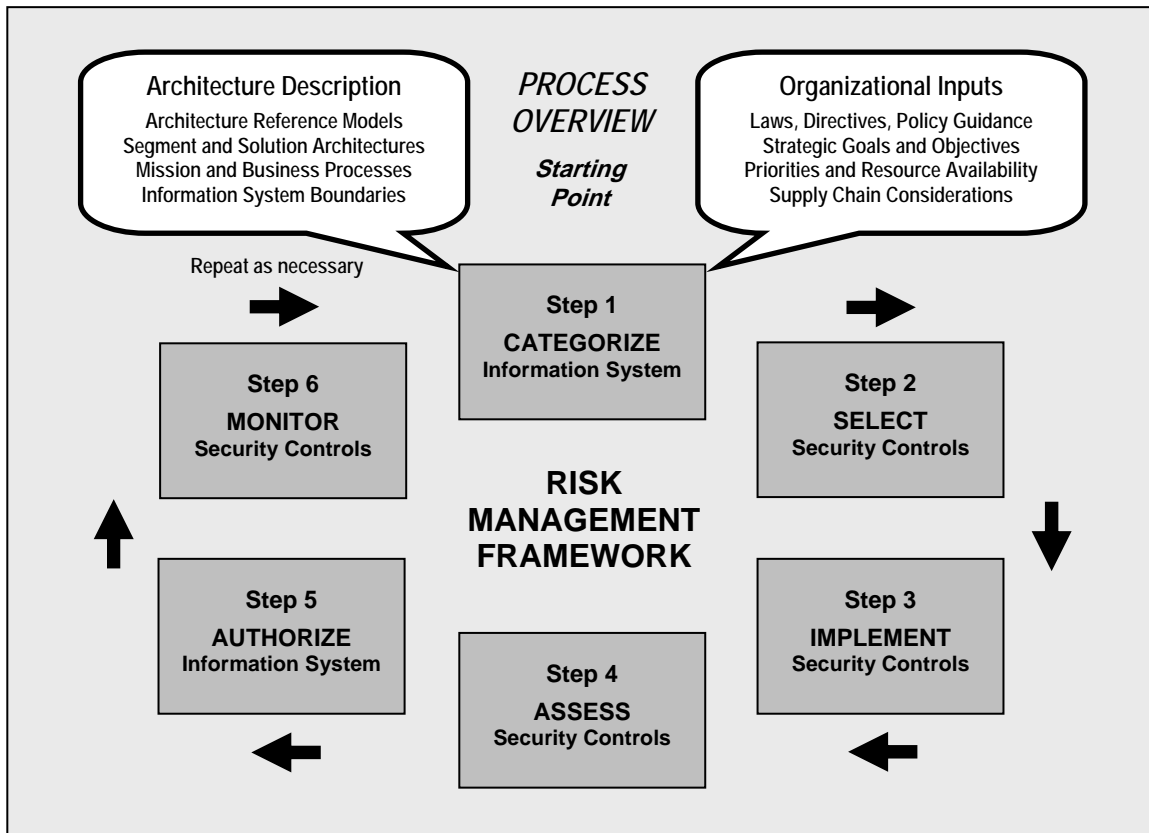 Architecture Description
Architecture Reference Models
Segment and Solution Architectures
Mission and Business Processes
Information System Boundaries
PROCESS
OVERVIEW
Starting
Point
Organizational Inputs
Laws, Directives, Policy Guidance
Strategic Goals and Objectives
Priorities and Resource Availability
Supply Chain Considerations
Repeat as necessary
Step 1
CATEGORIZE
Information System
Step 2
SELECT
Security Controls
Step 3
IMPLEMENT
Security Controls
Step 4
ASSESS
Security Controls
Step 5
AUTHORIZE
Information System
Step 6
MONITOR
Security Controls
RISK
MANAGEMENT
FRAMEWORK